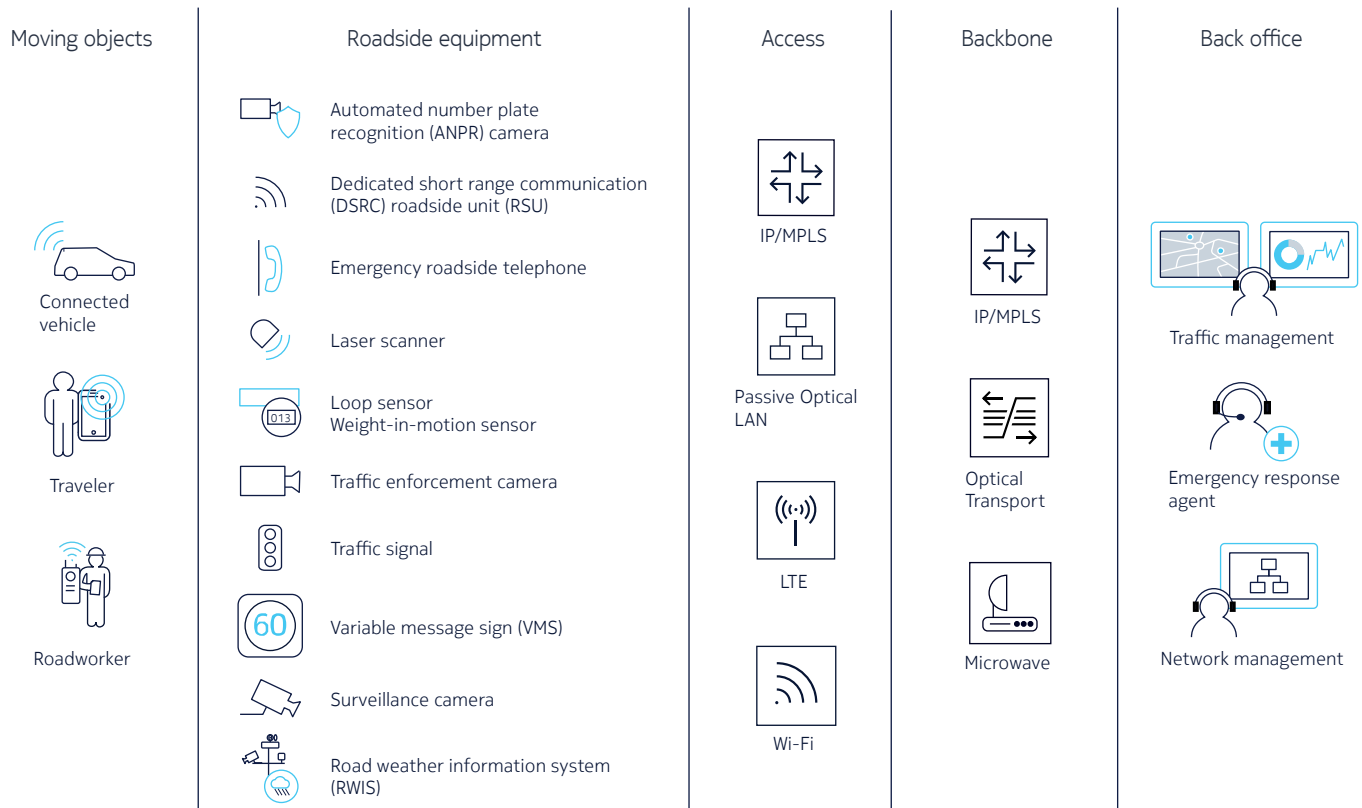 Moving objects
Connected
vehicle
Traveler
Roadworker
Roadside equipment
Automated number plate
recognition (ANPR) camera
Dedicated short range communication
(DSRC) roadside unit (RSU)
Emergency roadside telephone
Laser scanner
013
Loop sensor
Weight-in-motion sensor
Traffic enforcement camera
Traffic signal
60
Variable message sign (VMS)
Surveillance camera
Road weather information system
(RWIS)
Access
IP/MPLS
Passive Optical
LAN
LTE
Wi-Fi
Backbone
IP/MPLS
Optical
Transport
Microwave
Back office
Traffic management
Emergency response
agent
Network management